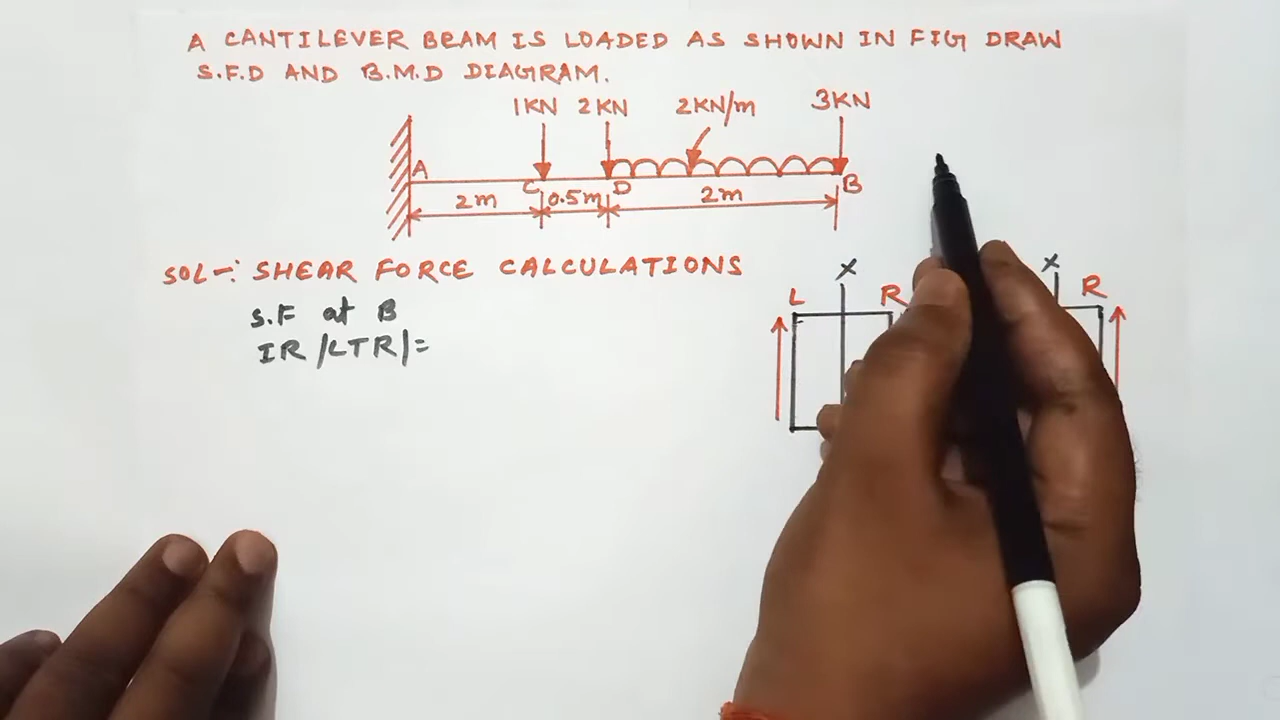 A CANTILEVER BEAM IS LOADED AS SHOWN IN FIG DRAW
S.F.D AND B.M.D DIAGRAM.
1KN 2KN 2KN/m 3KN
A C D B
2m 0.5m 2m
SOL-: SHEAR FORCE CALCULATIONS
S.F at B
IR /LTR/=
X X
L R R